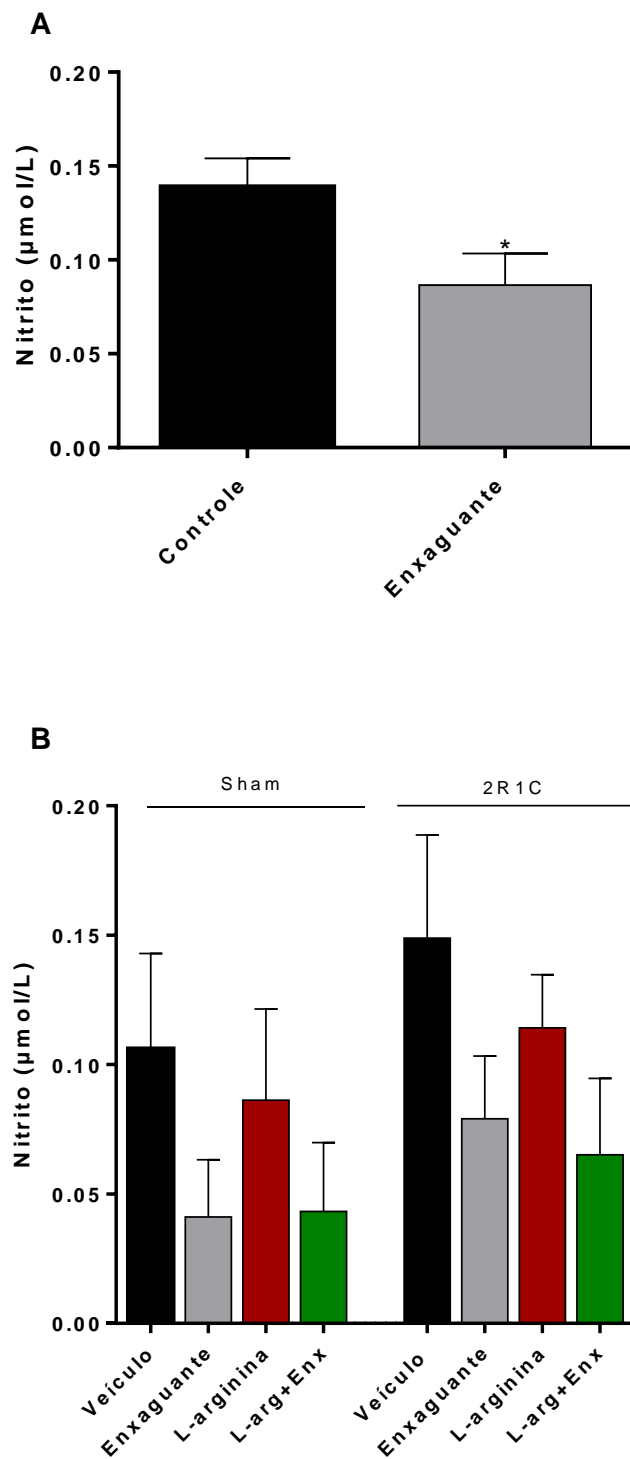 A
Nitrito (µmol/L)
0.20
0.15
0.10
0.05
0.00
*
Controle
Enxaguante
B
Sham
2R1C
Nitrito (µmol/L)
0.20
0.15
0.10
0.05
0.00
Veículo
Enxaguante
L-arginina
L-arg+Enx
Veículo
Enxaguante
L-arginina
L-arg+Enx